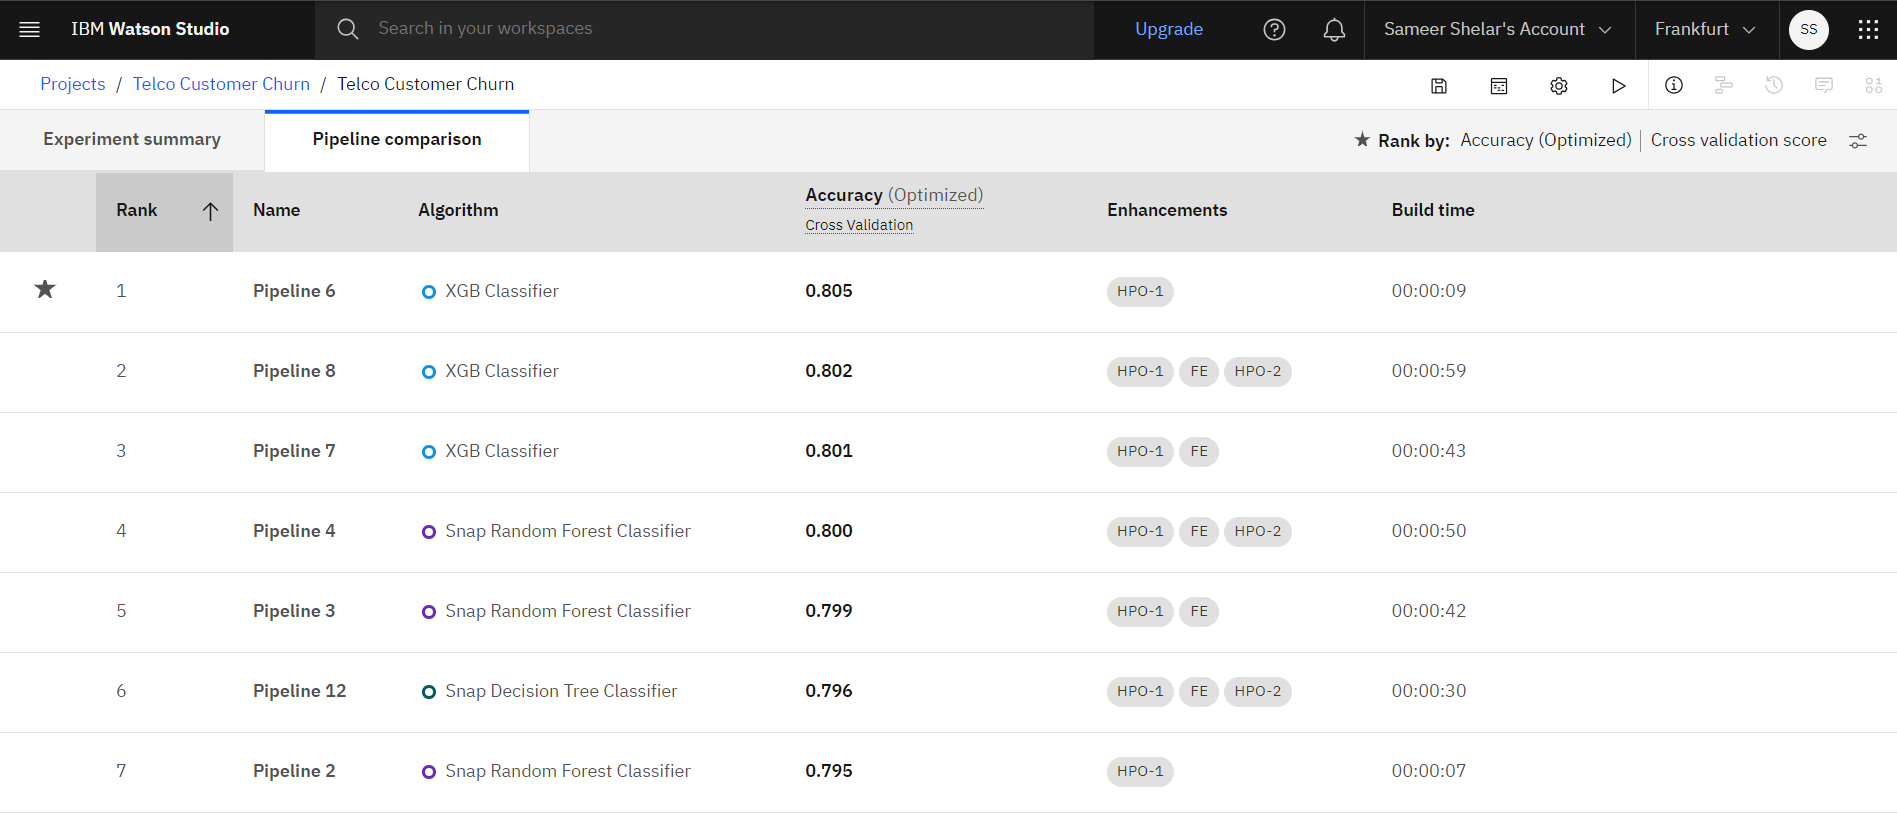 IBM Watson Studio Search in your workspaces Upgrade Sameer Shelar's Account Frankfurt SS
Projects / Telco Customer Churn / Telco Customer Churn
Experiment summary Pipeline comparison Rank by: Accuracy (Optimized) | Cross validation score
Rank Name Algorithm Accuracy (Optimized) Enhancements Build time
Cross Validation
1 Pipeline 6 XGB Classifier 0.805 HPO-1 00:00:09
2 Pipeline 8 XGB Classifier 0.802 HPO-1 FE HPO-2 00:00:59
3 Pipeline 7 XGB Classifier 0.801 HPO-1 FE 00:00:43
4 Pipeline 4 Snap Random Forest Classifier 0.800 HPO-1 FE HPO-2 00:00:50
5 Pipeline 3 Snap Random Forest Classifier 0.799 HPO-1 FE 00:00:42
6 Pipeline 12 Snap Decision Tree Classifier 0.796 HPO-1 FE HPO-2 00:00:30
7 Pipeline 2 Snap Random Forest Classifier 0.795 HPO-1 00:00:07